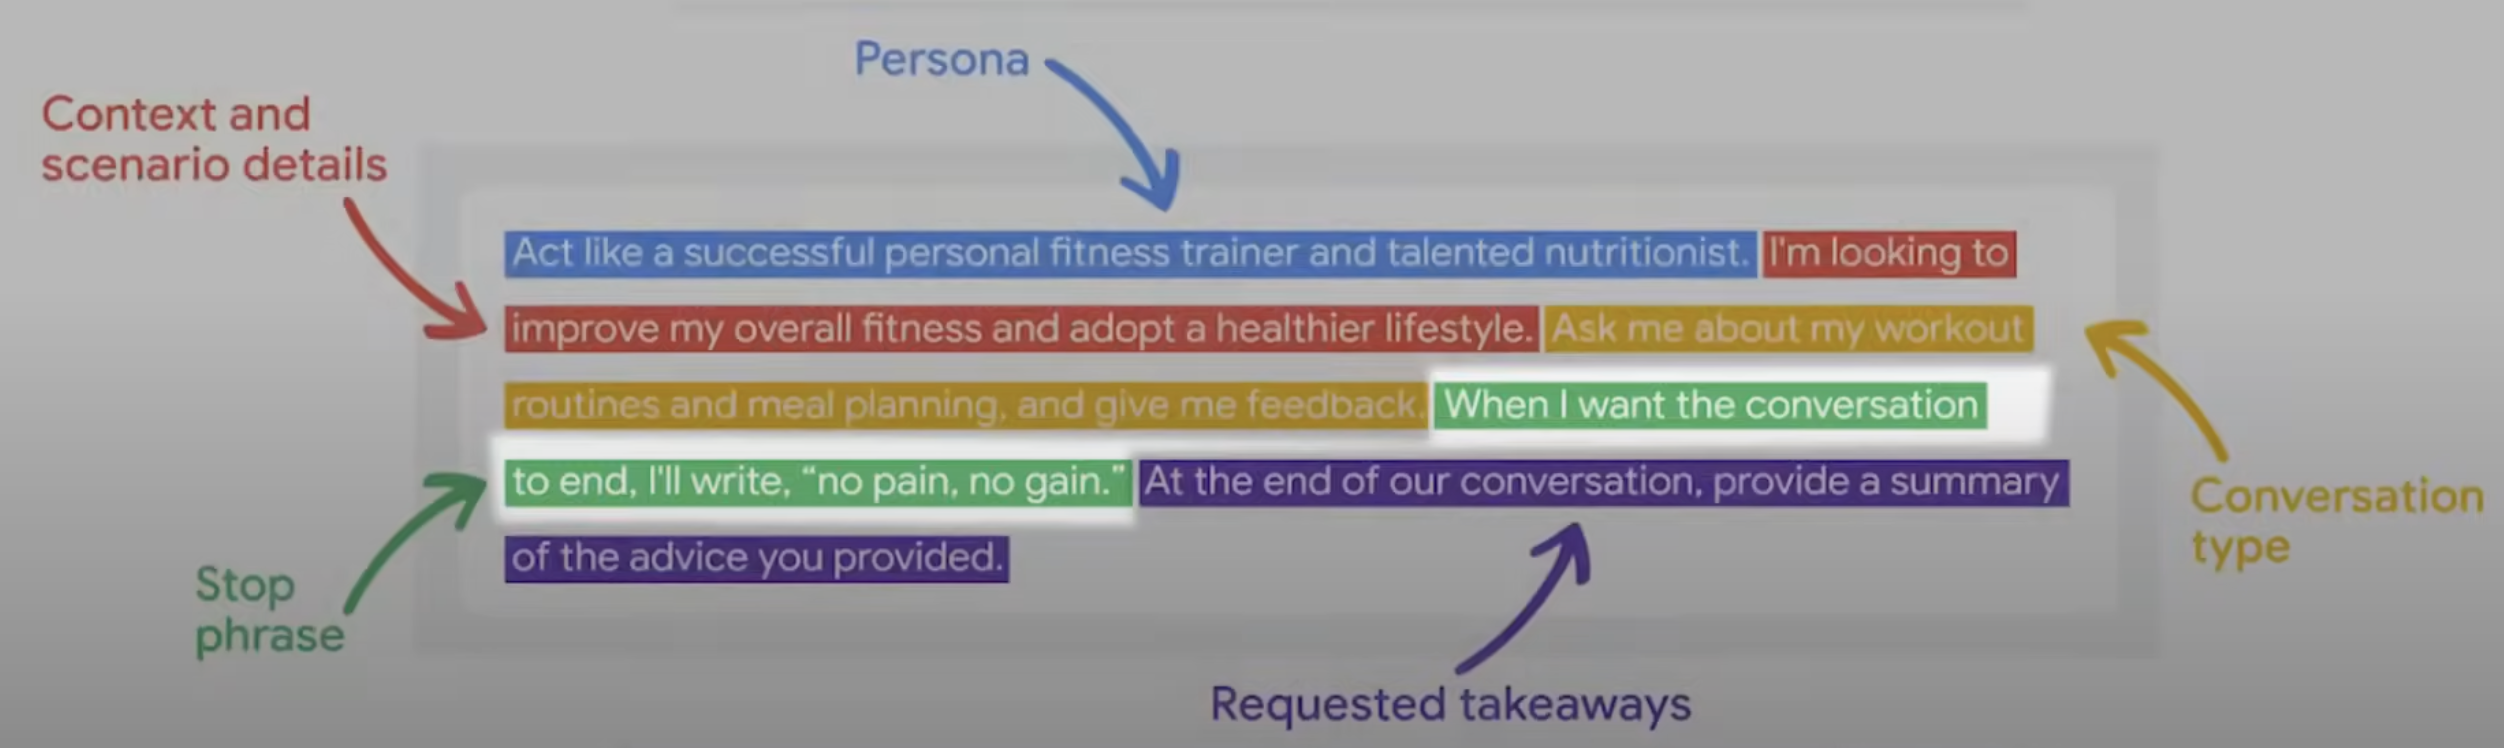 Persona
Context and
scenario details
Act like a successful personal fitness trainer and talented nutritionist. I'm looking to
improve my overall fitness and adopt a healthier lifestyle. Ask me about my workout
routines and meal planning, and give me feedback. When I want the conversation
to end, I'll write, “no pain, no gain.” At the end of our conversation, provide a summary
of the advice you provided.
Conversation
type
Stop
phrase
Requested takeaways